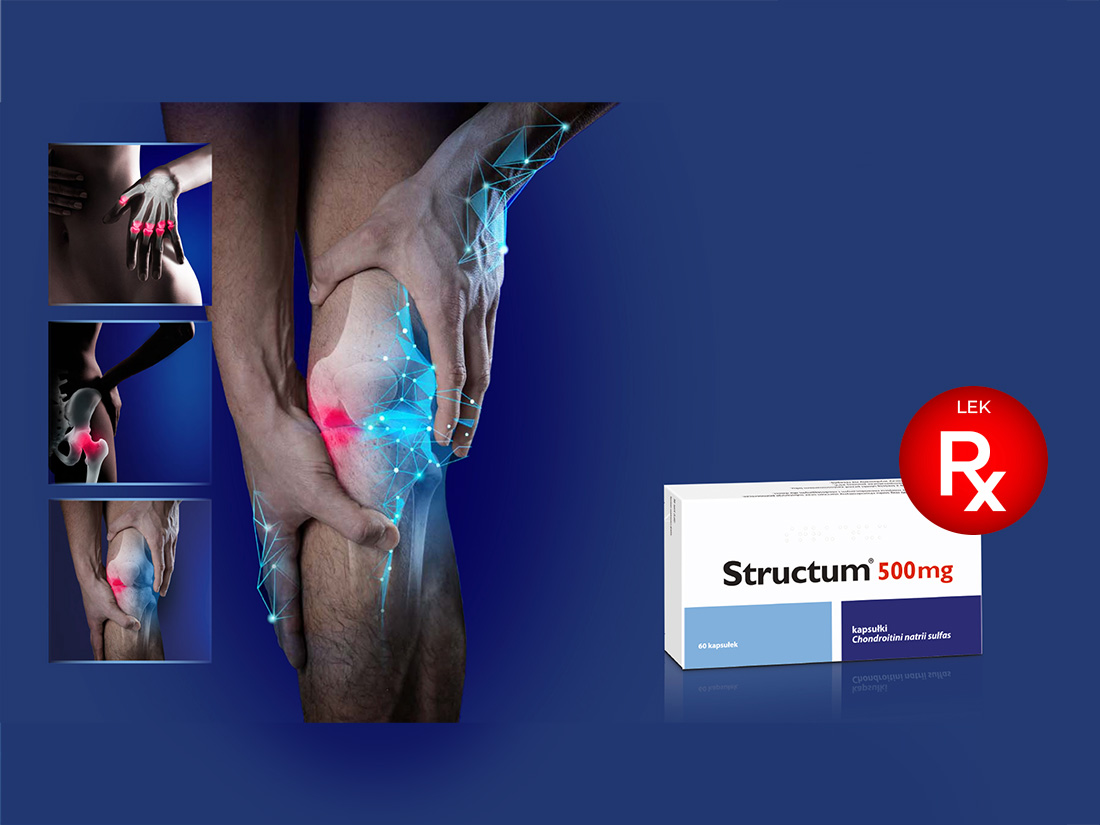 LEK
Rx
Structum® 500mg
60 kapsułek
kapsułki
Chondroitini natrii sulfas